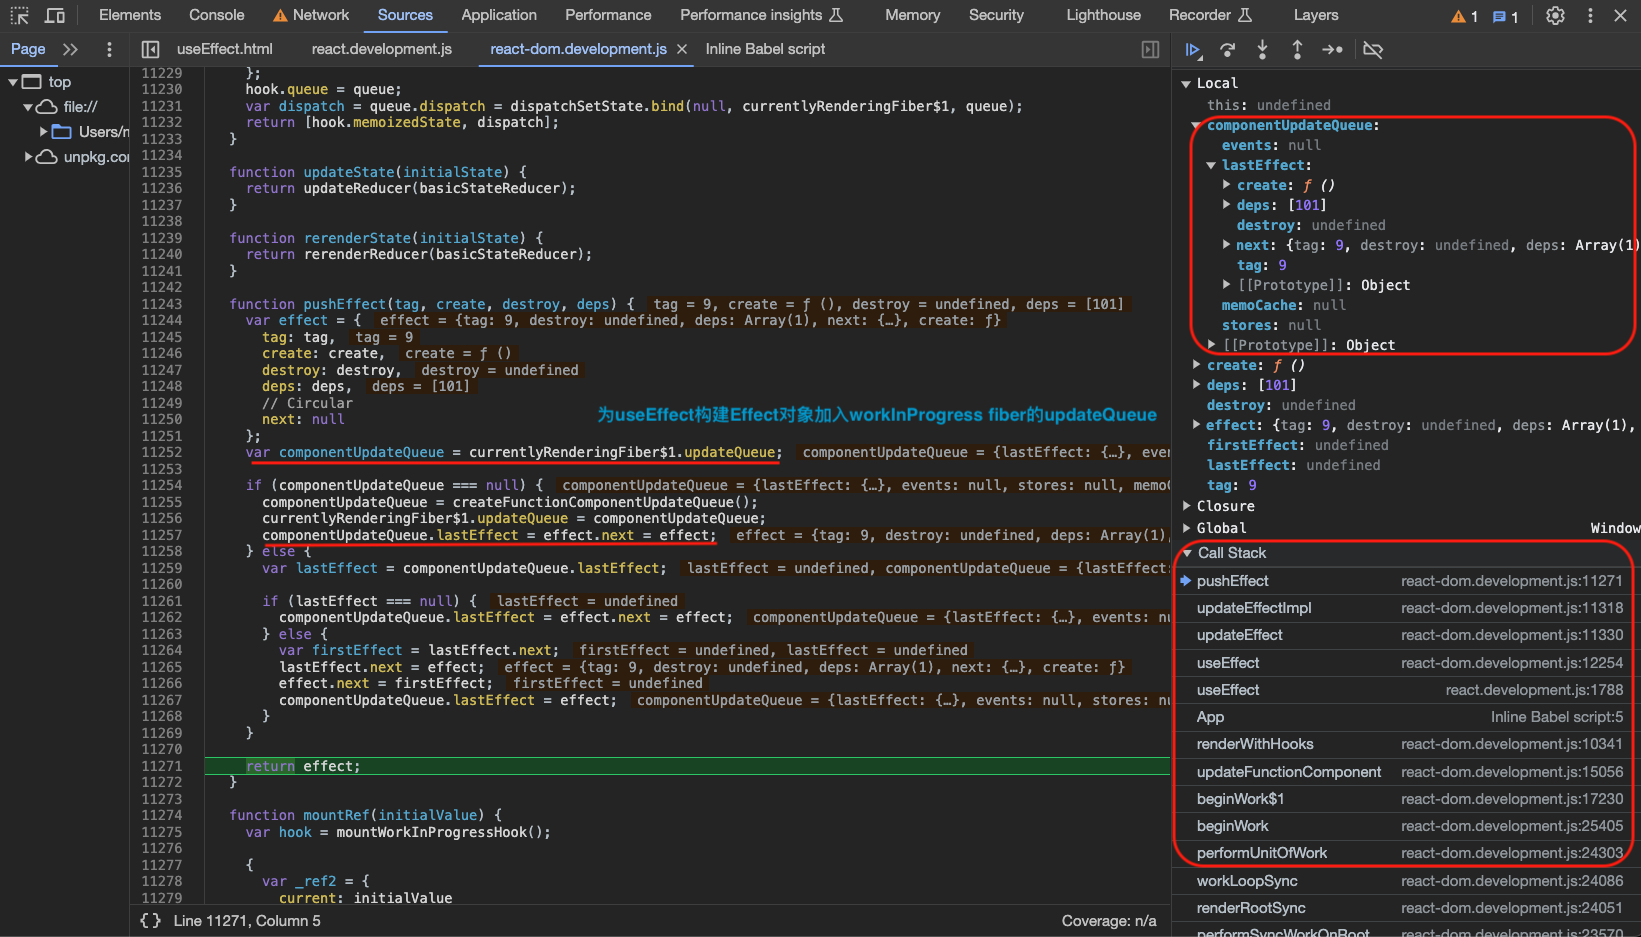 Elements Console Network Sources Application Performance Performance insights Memory Security Lighthouse Recorder Layers 1 1
Page useEffect.html react.development.js react-dom.development.js Inline Babel script
top
file://
Users/
unpkg.co
11229 };
11230 hook.queue = queue;
11231 var dispatch = queue.dispatch = dispatchSetState.bind(null, currentlyRenderingFiber$1, queue);
11232 return [hook.memoizedState, dispatch];
11233 }
11234
11235 function updateState(initialState) {
11236 return updateReducer(basicStateReducer);
11237 }
11238
11239 function rerenderState(initialState) {
11240 return rerenderReducer(basicStateReducer);
11241 }
11242
11243 function pushEffect(tag, create, destroy, deps) { tag = 9, create = ƒ (), destroy = undefined, deps = [101]
11244 var effect = { effect = {tag: 9, destroy: undefined, deps: Array(1), next: {…}, create: ƒ}
11245 tag: tag, tag = 9
11246 create: create, create = ƒ ()
11247 destroy: destroy, destroy = undefined
11248 deps: deps, deps = [101]
11249 // Circular
11250 next: null
为useEffect构建Effect对象加入workInProgress fiber的updateQueue
11251 };
11252 var componentUpdateQueue = currentlyRenderingFiber$1.updateQueue; componentUpdateQueue = {lastEffect: {…}, even
11253
11254 if (componentUpdateQueue === null) { componentUpdateQueue = {lastEffect: {…}, events: null, stores: null, memo
11255 componentUpdateQueue = createFunctionComponentUpdateQueue();
11256 currentlyRenderingFiber$1.updateQueue = componentUpdateQueue;
11257 componentUpdateQueue.lastEffect = effect.next = effect; effect = {tag: 9, destroy: undefined, deps: Array(1),
11258 } else {
11259 var lastEffect = componentUpdateQueue.lastEffect; lastEffect = undefined, componentUpdateQueue = {lastEffect:
11260
11261 if (lastEffect === null) { lastEffect = undefined
11262 componentUpdateQueue.lastEffect = effect.next = effect; componentUpdateQueue = {lastEffect: {…}, events: nu
11263 } else {
11264 var firstEffect = lastEffect.next; firstEffect = undefined, lastEffect = undefined
11265 lastEffect.next = effect; effect = {tag: 9, destroy: undefined, deps: Array(1), next: {…}, create: ƒ}
11266 effect.next = firstEffect; firstEffect = undefined
11267 componentUpdateQueue.lastEffect = effect; componentUpdateQueue = {lastEffect: {…}, events: null, stores: nu
11268 }
11269 }
11270
11271 return effect;
11272 }
11273
11274 function mountRef(initialValue) {
11275 var hook = mountWorkInProgressHook();
11276
11277 {
11278 var _ref2 = {
11279 current: initialValue
{} Line 11271, Column 5 Coverage: n/a
Local
this: undefined
componentUpdateQueue:
events: null
lastEffect:
create: ƒ ()
deps: [101]
destroy: undefined
next: {tag: 9, destroy: undefined, deps: Array(1)
tag: 9
[[Prototype]]: Object
memoCache: null
stores: null
[[Prototype]]: Object
create: ƒ ()
deps: [101]
destroy: undefined
effect: {tag: 9, destroy: undefined, deps: Array(1),
firstEffect: undefined
lastEffect: undefined
tag: 9
Closure
Global Window
Call Stack
pushEffect react-dom.development.js:11271
updateEffectImpl react-dom.development.js:11318
updateEffect react-dom.development.js:11330
useEffect react-dom.development.js:12254
useEffect react.development.js:1788
App Inline Babel script:5
renderWithHooks react-dom.development.js:10341
updateFunctionComponent react-dom.development.js:15056
beginWork$1 react-dom.development.js:17230
beginWork react-dom.development.js:25405
performUnitOfWork react-dom.development.js:24303
workLoopSync react-dom.development.js:24086
renderRootSync react-dom.development.js:24051
performSyncWorkOnRoot react-dom.development.js:23570